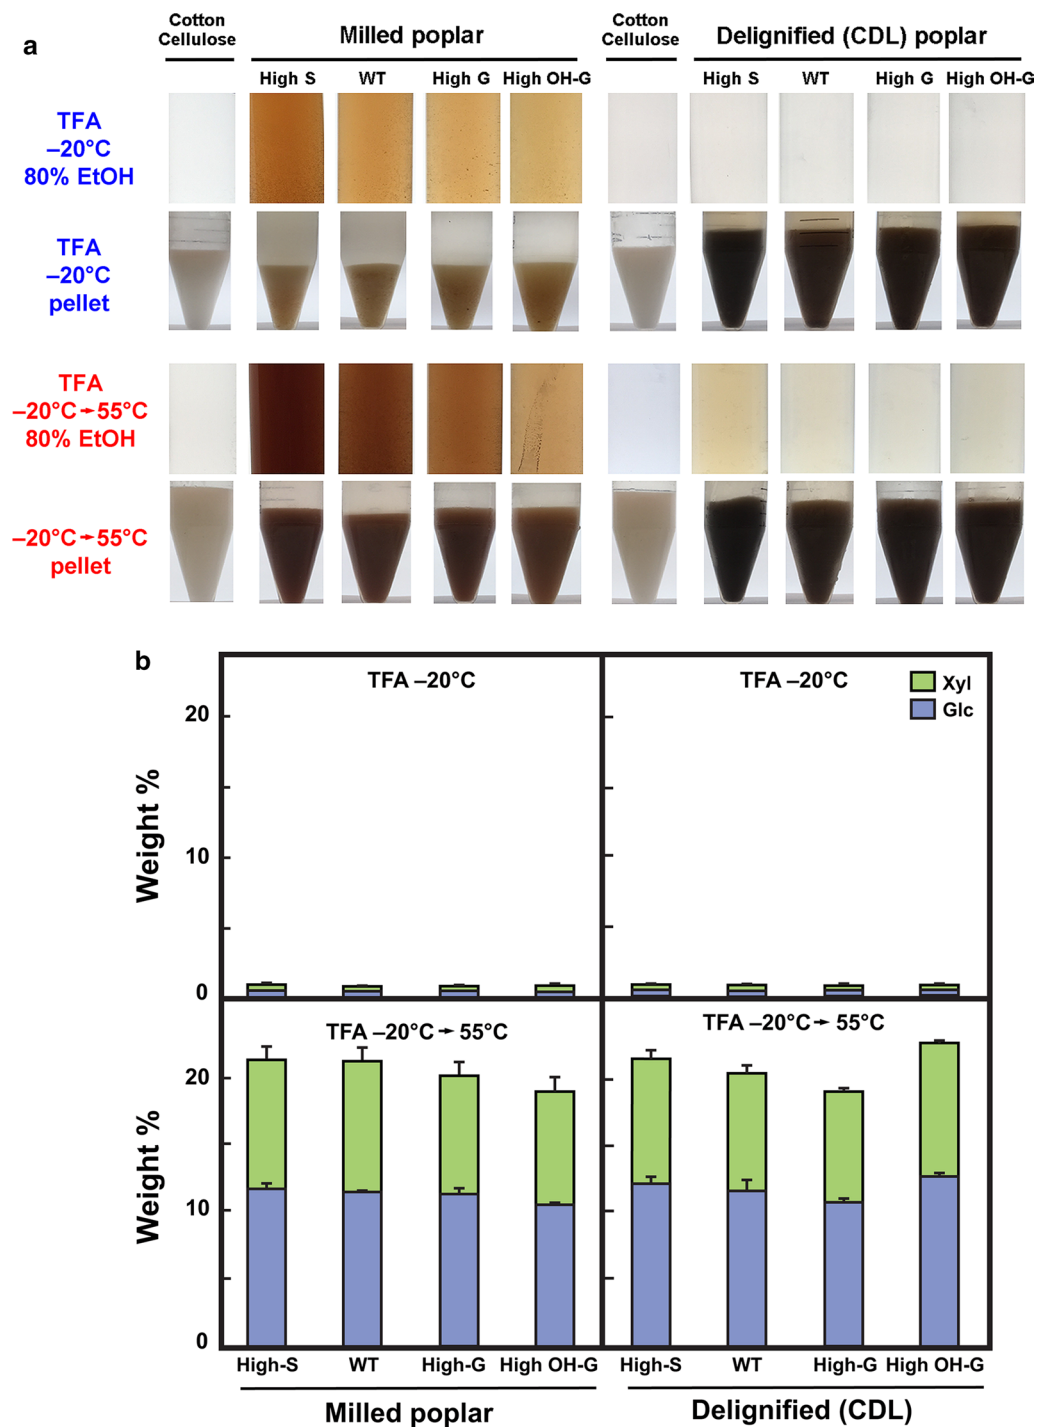 a
Cotton
Cellulose
Milled poplar
Cotton
Cellulose
Delignified (CDL) poplar
High S
WT
High G
High OH-G
High S
WT
High G
High OH-G
TFA
–20°C
80% EtOH
TFA
–20°C
pellet
TFA
–20°C→55°C
80% EtOH
–20°C→55°C
pellet
b
TFA –20°C
TFA –20°C
Xyl
Glc
Weight %
20
10
0
TFA –20°C→ 55°C
TFA –20°C→ 55°C
Weight %
20
10
0
High-S
WT
High-G
High OH-G
High-S
WT
High-G
High OH-G
Milled poplar
Delignified (CDL)